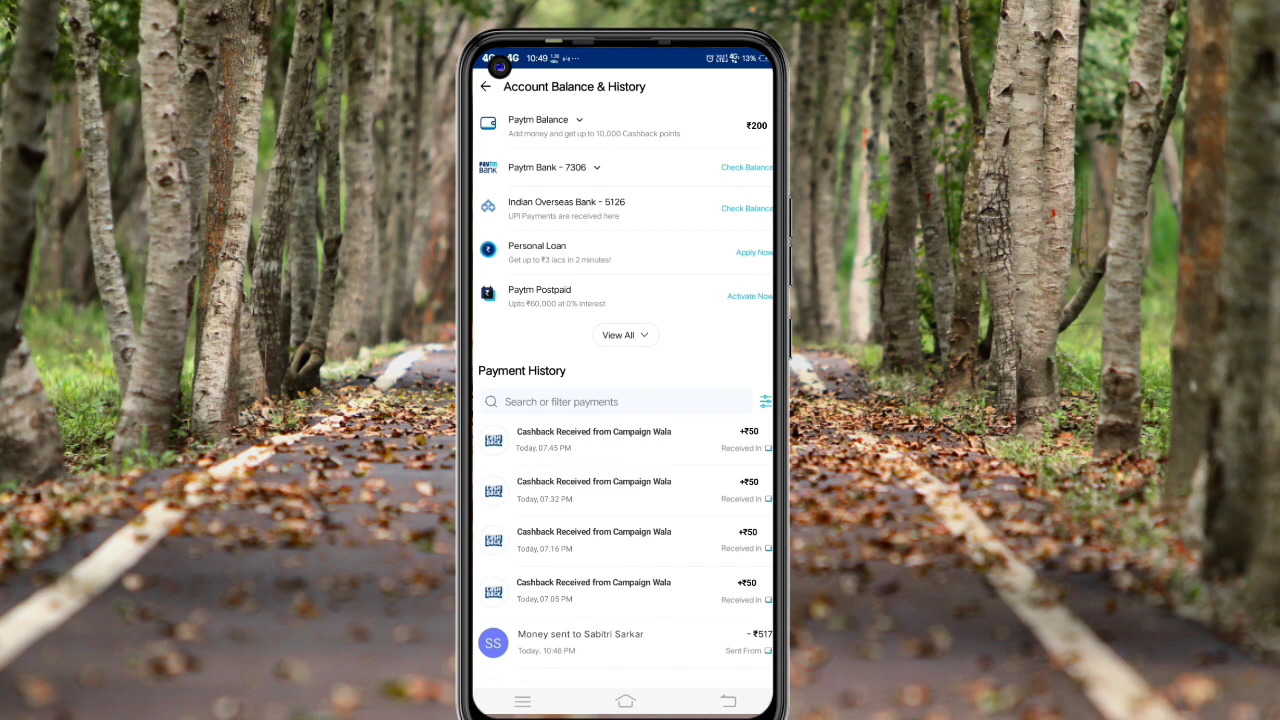 4G 4G 10:49 13%
Account Balance & History
Paytm Balance
Add money and get up to 10,000 Cashback points
₹200
PAYTM BANK
Paytm Bank - 7306
Check Balance
Indian Overseas Bank - 5126
UPI Payments are received here
Check Balance
Personal Loan
Get up to ₹3 lacs in 2 minutes!
Apply Now
Paytm Postpaid
Upto ₹60,000 at 0% interest
Activate Now
View All
Payment History
Search or filter payments
Cashback Received from Campaign Wala
+₹50
Today, 07.45 PM
Received In
Cashback Received from Campaign Wala
+₹50
Today, 07.32 PM
Received In
Cashback Received from Campaign Wala
+₹50
Today, 07.16 PM
Received In
Cashback Received from Campaign Wala
+₹50
Today, 07.05 PM
Received In
SS
Money sent to Sabitri Sarkar
- ₹517
Today, 10:48 PM
Sent From